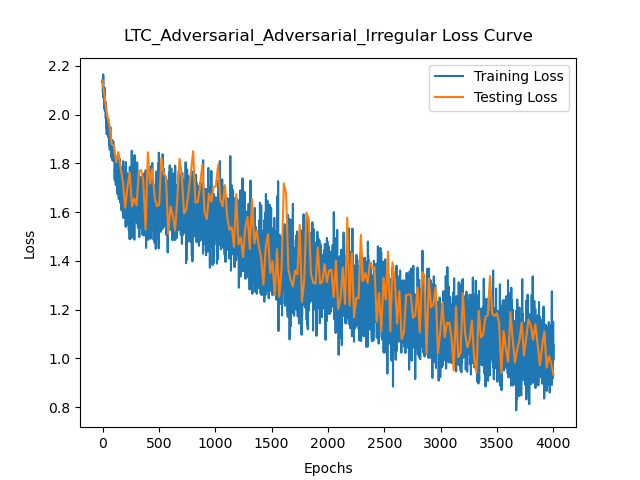 LTC_Adversarial_Adversarial_Irregular Loss Curve
Training Loss
Testing Loss
2.2
2.0
1.8
1.6
1.4
1.2
1.0
0.8
Loss
0 500 1000 1500 2000 2500 3000 3500 4000
Epochs